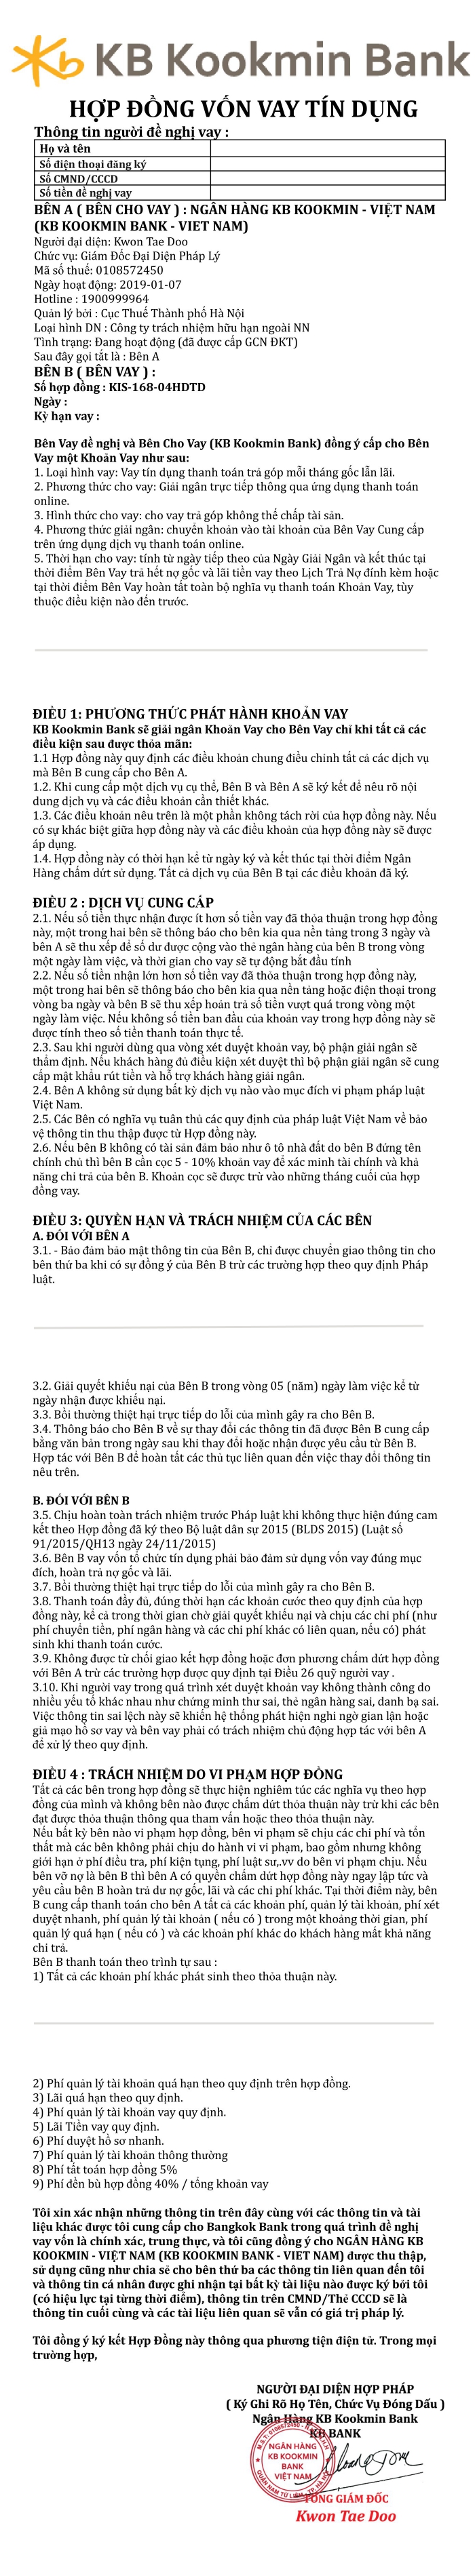 KB Kookmin Bank
HỢP ĐỒNG VỐN VAY TÍN DỤNG
Thông tin người đề nghị vay :
Họ và tên
Số điện thoại đăng ký
Số CMND/CCCD
Số tiền đề nghị vay
BÊN A ( BÊN CHO VAY ) : NGÂN HÀNG KB KOOKMIN - VIỆT NAM
(KB KOOKMIN BANK - VIET NAM)
Người đại diện: Kwon Tae Doo
Chức vụ: Giám Đốc Đại Diện Pháp Lý
Mã số thuế: 0108572450
Ngày hoạt động: 2019-01-07
Hotline : 1900999964
Quản lý bởi : Cục Thuế Thành phố Hà Nội
Loại hình DN : Công ty trách nhiệm hữu hạn ngoài NN
Tình trạng: Đang hoạt động (đã được cấp GCN ĐKT)
Sau đây gọi tắt là : Bên A
BÊN B ( BÊN VAY ) :
Số hợp đồng : KIS-168-04HDTD
Ngày :
Kỳ hạn vay :
Bên Vay đề nghị và Bên Cho Vay (KB Kookmin Bank) đồng ý cấp cho Bên
Vay một Khoản Vay như sau:
1. Loại hình vay: Vay tín dụng thanh toán trả góp mỗi tháng gốc lẫn lãi.
2. Phương thức cho vay: Giải ngân trực tiếp thông qua ứng dụng thanh toán
online.
3. Hình thức cho vay: cho vay trả góp không thế chấp tài sản.
4. Phương thức giải ngân: chuyển khoản vào tài khoản của Bên Vay Cung cấp
trên ứng dụng dịch vụ thanh toán online.
5. Thời hạn cho vay: tính từ ngày tiếp theo của Ngày Giải Ngân và kết thúc tại
thời điểm Bên Vay trả hết nợ gốc và lãi tiền vay theo Lịch Trả Nợ đính kèm hoặc
tại thời điểm Bên Vay hoàn tất toàn bộ nghĩa vụ thanh toán Khoản Vay, tùy
thuộc điều kiện nào đến trước.
ĐIỀU 1: PHƯƠNG THỨC PHÁT HÀNH KHOẢN VAY
KB Kookmin Bank sẽ giải ngân Khoản Vay cho Bên Vay chỉ khi tất cả các
điều kiện sau được thỏa mãn:
1.1 Hợp đồng này quy định các điều khoản chung điều chỉnh tất cả các dịch vụ
mà Bên B cung cấp cho Bên A.
1.2. Khi cung cấp một dịch vụ cụ thể, Bên B và Bên A sẽ ký kết để nêu rõ nội
dung dịch vụ và các điều khoản cần thiết khác.
1.3. Các điều khoản nêu trên là một phần không tách rời của hợp đồng này. Nếu
có sự khác biệt giữa hợp đồng này và các điều khoản của hợp đồng này sẽ được
áp dụng.
1.4. Hợp đồng này có thời hạn kể từ ngày ký và kết thúc tại thời điểm Ngân
Hàng chấm dứt sử dụng. Tất cả dịch vụ của Bên B tại các điều khoản đã ký.
ĐIỀU 2 : DỊCH VỤ CUNG CẤP
2.1. Nếu số tiền thực nhận được ít hơn số tiền vay đã thỏa thuận trong hợp đồng
này, một trong hai bên sẽ thông báo cho bên kia qua nền tảng trong 3 ngày và
bên A sẽ thu xếp để số dư được cộng vào thẻ ngân hàng của bên B trong vòng
một ngày làm việc, và thời gian cho vay sẽ tự động bắt đầu tính
2.2. Nếu số tiền nhận lớn hơn số tiền vay đã thỏa thuận trong hợp đồng này,
một trong hai bên sẽ thông báo cho bên kia qua nền tảng hoặc điện thoại trong
vòng ba ngày và bên B sẽ thu xếp hoàn trả số tiền vượt quá trong vòng một
ngày làm việc. Nếu không số tiền ban đầu của khoản vay trong hợp đồng này sẽ
được tính theo số tiền thanh toán thực tế.
2.3. Sau khi người dùng qua vòng xét duyệt khoản vay, bộ phận giải ngân sẽ
thẩm định. Nếu khách hàng đủ điều kiện xét duyệt thì bộ phận giải ngân sẽ cung
cấp mật khẩu rút tiền và hỗ trợ khách hàng giải ngân.
2.4. Bên A không sử dụng bất kỳ dịch vụ nào vào mục đích vi phạm pháp luật
Việt Nam.
2.5. Các Bên có nghĩa vụ tuân thủ các quy định của pháp luật Việt Nam về bảo
vệ thông tin thu thập được từ Hợp đồng này.
2.6. Nếu bên B không có tài sản đảm bảo như ô tô nhà đất do bên B đứng tên
chính chủ thì bên B cần cọc 5 - 10% khoản vay để xác minh tài chính và khả
năng chi trả của bên B. Khoản cọc sẽ được trừ vào những tháng cuối của hợp
đồng vay.
ĐIỀU 3: QUYỀN HẠN VÀ TRÁCH NHIỆM CỦA CÁC BÊN
A. ĐỐI VỚI BÊN A
3.1. - Bảo đảm bảo mật thông tin của Bên B, chỉ được chuyển giao thông tin cho
bên thứ ba khi có sự đồng ý của Bên B trừ các trường hợp theo quy định Pháp
luật.
3.2. Giải quyết khiếu nại của Bên B trong vòng 05 (năm) ngày làm việc kể từ
ngày nhận được khiếu nại.
3.3. Bồi thường thiệt hại trực tiếp do lỗi của mình gây ra cho Bên B.
3.4. Thông báo cho Bên B về sự thay đổi các thông tin đã được Bên B cung cấp
bằng văn bản trong ngày sau khi thay đổi hoặc nhận được yêu cầu từ Bên B.
Hợp tác với Bên B để hoàn tất các thủ tục liên quan đến việc thay đổi thông tin
nêu trên.
B. ĐỐI VỚI BÊN B
3.5. Chịu hoàn toàn trách nhiệm trước Pháp luật khi không thực hiện đúng cam
kết theo Hợp đồng đã ký theo Bộ luật dân sự 2015 (BLDS 2015) (Luật số
91/2015/QH13 ngày 24/11/2015)
3.6. Bên B vay vốn tổ chức tín dụng phải bảo đảm sử dụng vốn vay đúng mục
đích, hoàn trả nợ gốc và lãi.
3.7. Bồi thường thiệt hại trực tiếp do lỗi của mình gây ra cho Bên B.
3.8. Thanh toán đầy đủ, đúng thời hạn các khoản cước theo quy định của hợp
đồng này, kể cả trong thời gian chờ giải quyết khiếu nại và chịu các chi phí (như
phí chuyển tiền, phí ngân hàng và các chi phí khác có liên quan, nếu có) phát
sinh khi thanh toán cước.
3.9. Không được từ chối giao kết hợp đồng hoặc đơn phương chấm dứt hợp đồng
với Bên A trừ các trường hợp được quy định tại Điều 26 quỹ người vay .
3.10. Khi người vay trong quá trình xét duyệt khoản vay không thành công do
nhiều yếu tố khác nhau như chứng minh thư sai, thẻ ngân hàng sai, danh bạ sai.
Việc thông tin sai lệch này sẽ khiến hệ thống phát hiện nghi ngờ gian lận hoặc
giả mạo hồ sơ vay và bên vay phải có trách nhiệm chủ động hợp tác với bên A
để xử lý theo quy định.
ĐIỀU 4 : TRÁCH NHIỆM DO VI PHẠM HỢP ĐỒNG
Tất cả các bên trong hợp đồng sẽ thực hiện nghiêm túc các nghĩa vụ theo hợp
đồng của mình và không bên nào được chấm dứt thỏa thuận này trừ khi các bên
đạt được thỏa thuận thông qua tham vấn hoặc theo thỏa thuận này.
Nếu bất kỳ bên nào vi phạm hợp đồng, bên vi phạm sẽ chịu các chi phí và tổn
thất mà các bên không phải chịu do hành vi vi phạm, bao gồm nhưng không
giới hạn ở phí điều tra, phí kiện tụng, phí luật sư,.vv do bên vi phạm chịu. Nếu
bên vỡ nợ là bên B thì bên A có quyền chấm dứt hợp đồng này ngay lập tức và
yêu cầu bên B hoàn trả dư nợ gốc, lãi và các chi phí khác. Tại thời điểm này, bên
B cung cấp thanh toán cho bên A tất cả các khoản phí, quản lý tài khoản, phí xét
duyệt nhanh, phí quản lý tài khoản ( nếu có ) trong một khoảng thời gian, phí
quản lý quá hạn ( nếu có ) và các khoản phí khác do khách hàng mất khả năng
chi trả.
Bên B thanh toán theo trình tự sau :
1) Tất cả các khoản phí khác phát sinh theo thỏa thuận này.
2) Phí quản lý tài khoản quá hạn theo quy định trên hợp đồng.
3) Lãi quá hạn theo quy định.
4) Phí quản lý tài khoản vay quy định.
5) Lãi Tiền vay quy định.
6) Phí duyệt hồ sơ nhanh.
7) Phí quản lý tài khoản thông thường
8) Phí tất toán hợp đồng 5%
9) Phí đền bù hợp đồng 40% / tổng khoản vay
Tôi xin xác nhận những thông tin trên đây cùng với các thông tin và tài
liệu khác được tôi cung cấp cho Bangkok Bank trong quá trình đề nghị
vay vốn là chính xác, trung thực, và tôi cũng đồng ý cho NGÂN HÀNG KB
KOOKMIN - VIỆT NAM (KB KOOKMIN BANK - VIET NAM) được thu thập,
sử dụng cũng như chia sẻ cho bên thứ ba các thông tin liên quan đến tôi
và thông tin cá nhân được ghi nhận tại bất kỳ tài liệu nào được ký bởi tôi
(có hiệu lực tại từng thời điểm), thông tin trên CMND/Thẻ CCCD sẽ là
thông tin cuối cùng và các tài liệu liên quan sẽ vẫn có giá trị pháp lý.
Tôi đồng ý ký kết Hợp Đồng này thông qua phương tiện điện tử. Trong mọi
trường hợp,
NGƯỜI ĐẠI DIỆN HỢP PHÁP
( Ký Ghi Rõ Họ Tên, Chức Vụ Đóng Dấu )
Ngân Hàng KB Kookmin Bank
KB BANK
NGÂN HÀNG
KB KOOKMIN
BANK
VIỆT NAM
TỔNG GIÁM ĐỐC
Kwon Tae Doo